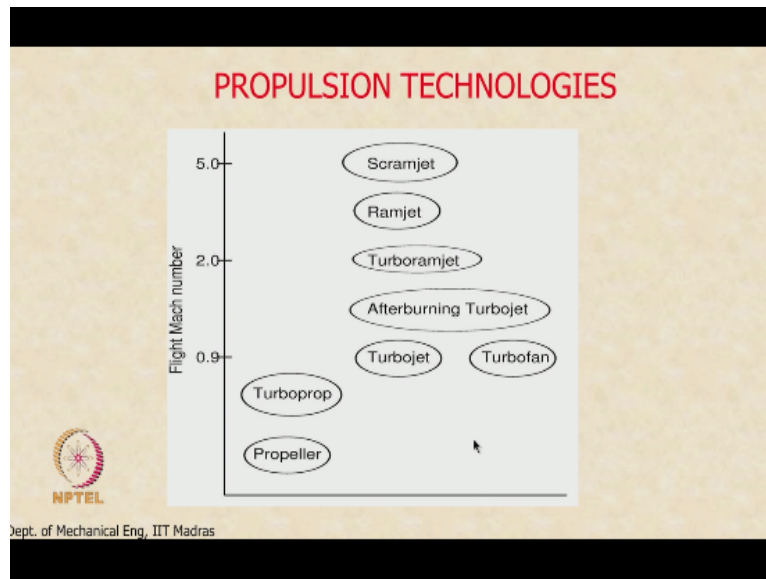 PROPULSION TECHNOLOGIES
5.0
Scramjet
Ramjet
2.0
Turboramjet
Flight Mach number
Afterburning Turbojet
0.9
Turbojet
Turbofan
Turboprop
Propeller
NPTEL
Dept. of Mechanical Eng, IIT Madras